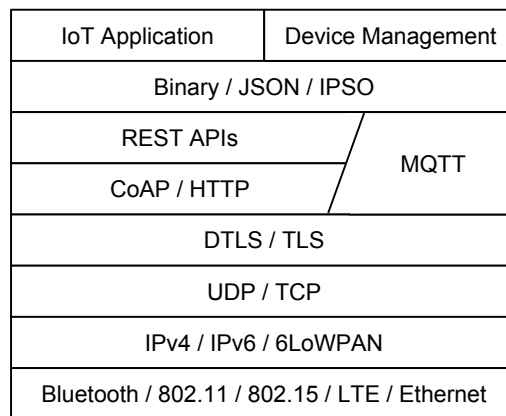 IoT Application
Device Management
Binary / JSON / IPSO
REST APIs
MQTT
CoAP / HTTP
DTLS / TLS
UDP / TCP
IPv4 / IPv6 / 6LoWPAN
Bluetooth / 802.11 / 802.15 / LTE / Ethernet